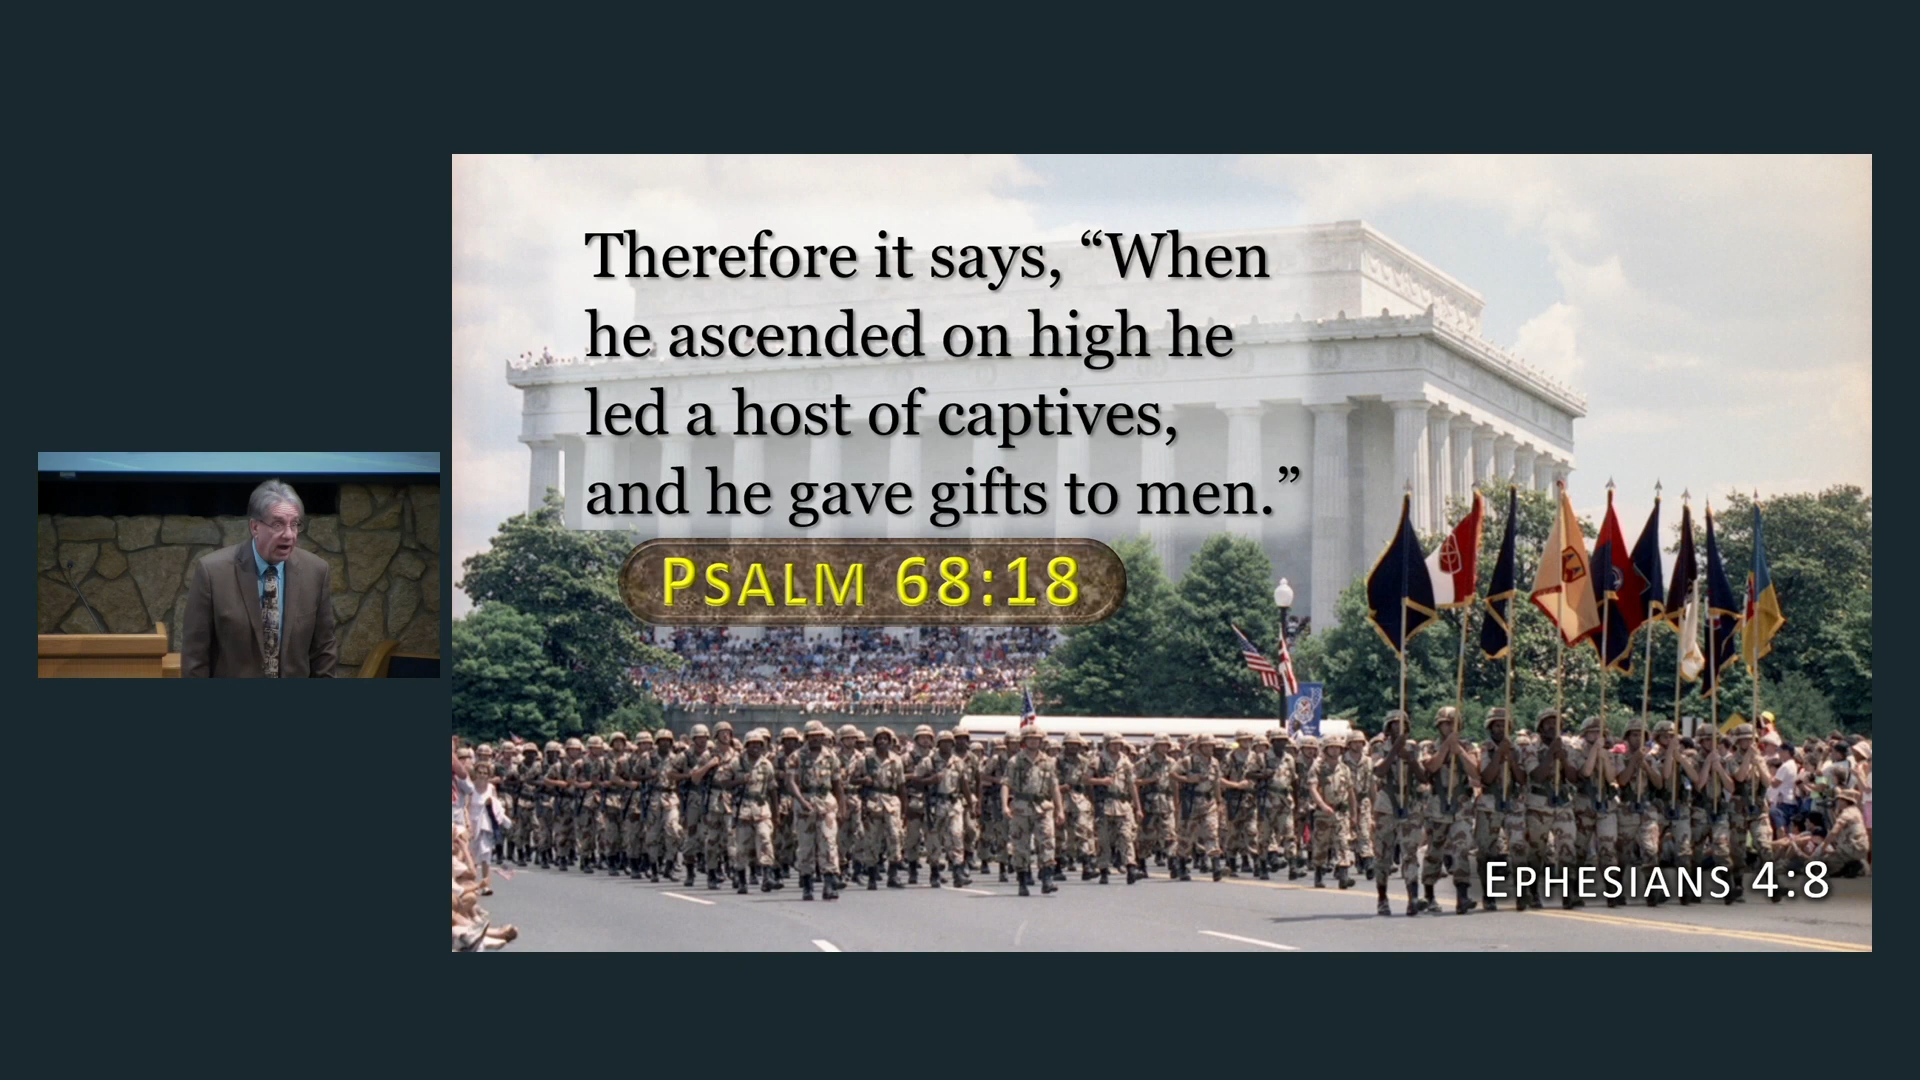 Therefore it says, “When
he ascended on high he
led a host of captives,
and he gave gifts to men.”
PSALM 68:18
EPHESIANS 4:8